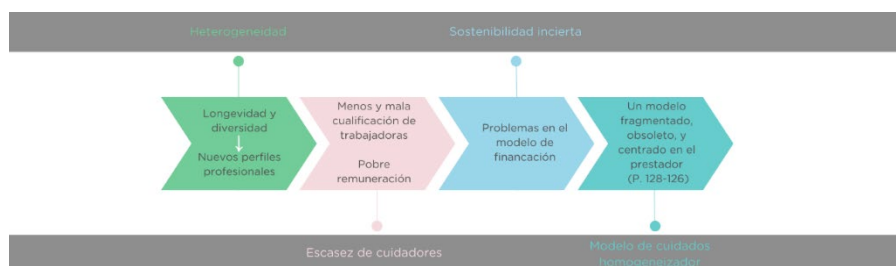 Heterogeneidad
Sostenibilidad incierta
Longevidad y
diversidad
↓
Nuevos perfiles
profesionales
Menos y mala
cualificación de
trabajadoras
Pobre
remuneración
Problemas en el
modelo de
financación
Un modelo
fragmentado,
obsoleto, y
centrado en el
prestador
(P. 128-126)
Escasez de cuidadores
Modelo de cuidados
homogeneizador